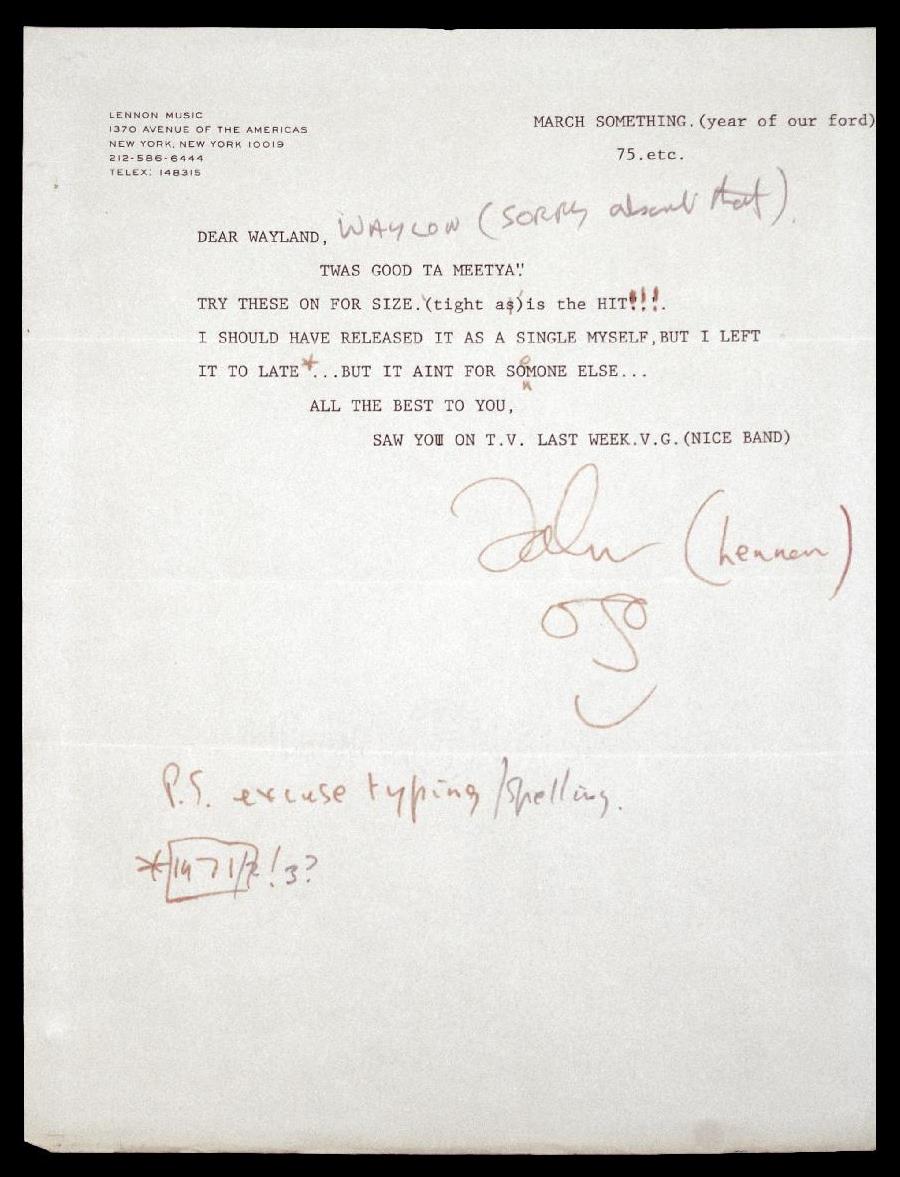 LENNON MUSIC
1370 AVENUE OF THE AMERICAS
NEW YORK, NEW YORK 10019
212-586-6444
TELEX: 148315
MARCH SOMETHING.(year of our ford)
75.etc.
DEAR WAYLAND, WAYLON (SORRY about that).
TWAS GOOD TA MEETYA"
TRY THESE ON FOR SIZE.(tight as)is the HIT!!!.
I SHOULD HAVE RELEASED IT AS A SINGLE MYSELF,BUT I LEFT
IT TO LATE*...BUT IT AINT FOR SOMONE ELSE...
e
ALL THE BEST TO YOU,
SAW YOU ON T.V. LAST WEEK.V.G.(NICE BAND)
John (Lennon)
P.S. excuse typing/spelling.
*1971/2!3?